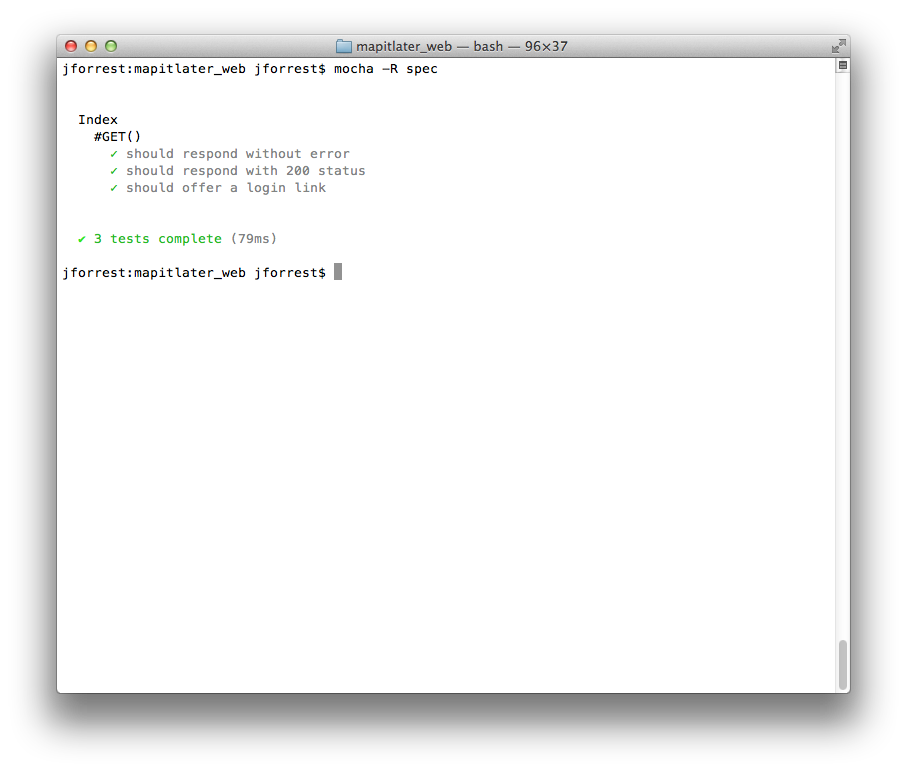 mapitlater_web — bash — 96×37
jforrest:mapitlater_web jforrest$ mocha -R spec
Index
#GET()
✓ should respond without error
✓ should respond with 200 status
✓ should offer a login link
✔ 3 tests complete (79ms)
jforrest:mapitlater_web jforrest$